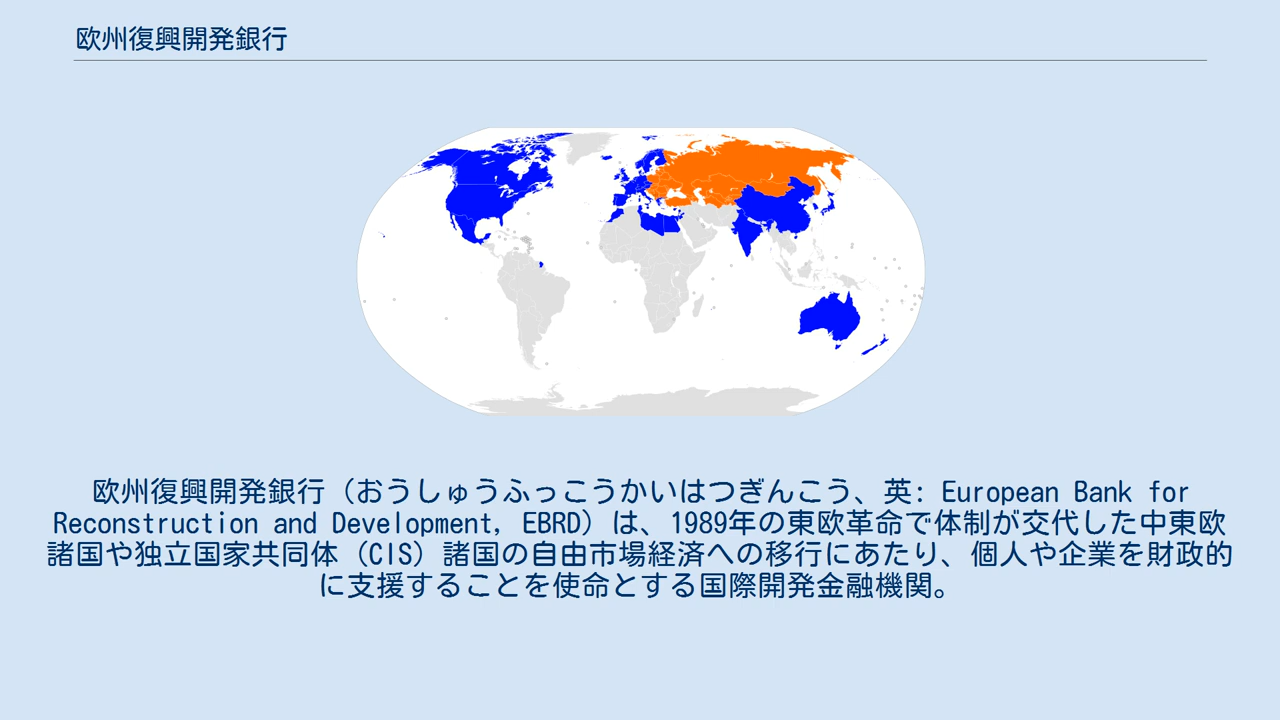 欧州復興開発銀行
欧州復興開発銀行（おうしゅうふっこうかいはつぎんこう、英: European Bank for
Reconstruction and Development, EBRD）は、1989年の東欧革命で体制が交代した中東欧
諸国や独立国家共同体（CIS）諸国の自由市場経済への移行にあたり、個人や企業を財政的
に支援することを使命とする国際開発金融機関。